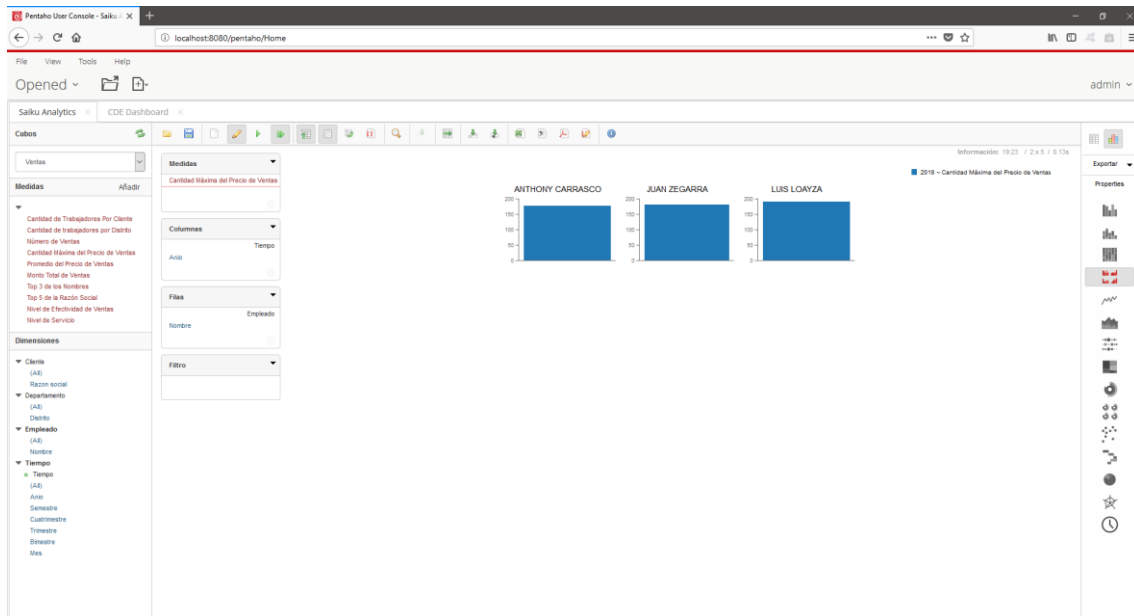 Pentaho User Console - Saiku A
localhost:8080/pentaho/Home
File View Tools Help
Opened
admin
Saiku Analytics
CDE Dashboard
Cubos
Ventas
Medidas Añadir
Cantidad de Trabajadores Por Cliente
Cantidad de trabajadores por Distrito
Número de Ventas
Cantidad Máxima del Precio de Ventas
Promedio del Precio de Ventas
Monto Total de Ventas
Top 3 de los Nombres
Top 5 de la Razón Social
Nivel de Efectividad de Ventas
Nivel de Servicio
Dimensiones
Cliente
(All)
Razon social
Departamento
(All)
Distrito
Empleado
(All)
Nombre
Tiempo
Tiempo
(All)
Anio
Semestre
Cuatrimestre
Trimestre
Bimestre
Mes
Medidas
Cantidad Máxima del Precio de Ventas
Columnas
Tiempo
Anio
Filas
Empleado
Nombre
Filtro
Información: 19:23 / 2 x 5 / 0.13s
2018 ~ Cantidad Máxima del Precio de Ventas
ANTHONY CARRASCO
200
150
100
50
0
JUAN ZEGARRA
200
150
100
50
0
LUIS LOAYZA
200
150
100
50
0
Exportar
Properties